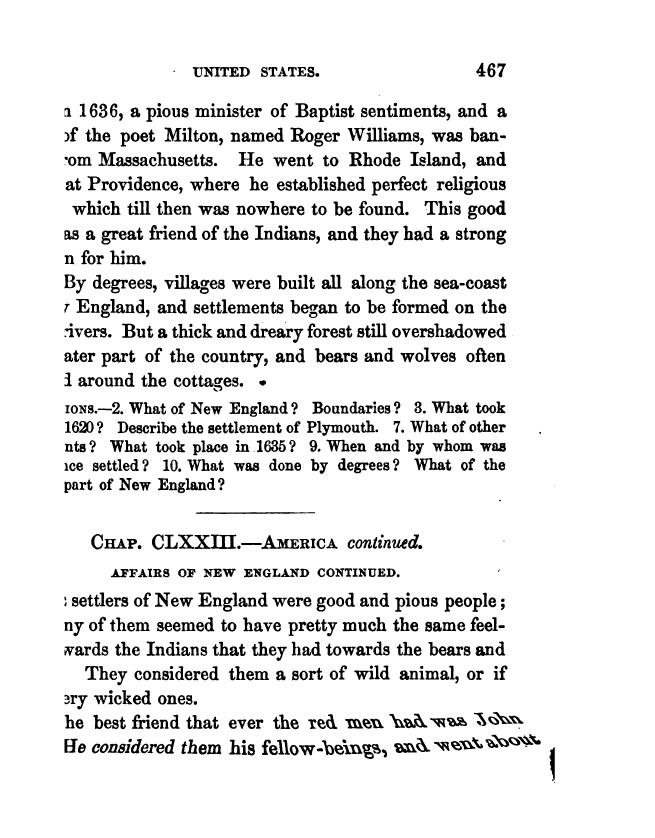 UNITED STATES. 467
1636, a pious minister of Baptist sentiments, and a
of the poet Milton, named Roger Williams, was ban-
om Massachusetts. He went to Rhode Island, and
at Providence, where he established perfect religious
which till then was nowhere to be found. This good
as a great friend of the Indians, and they had a strong
n for him.
By degrees, villages were built all along the sea-coast
England, and settlements began to be formed on the
rivers. But a thick and dreary forest still overshadowed
ater part of the country, and bears and wolves often
d around the cottages.
IONS.—2. What of New England? Boundaries? 3. What took
1620? Describe the settlement of Plymouth. 7. What of other
nts? What took place in 1635? 9. When and by whom was
ce settled? 10. What was done by degrees? What of the
part of New England?
CHAP. CLXXIII.—AMERICA continued.
AFFAIRS OF NEW ENGLAND CONTINUED.
settlers of New England were good and pious people;
ny of them seemed to have pretty much the same feel-
wards the Indians that they had towards the bears and
They considered them a sort of wild animal, or if
ery wicked ones.
he best friend that ever the red men had was John
He considered them his fellow-beings, and went about